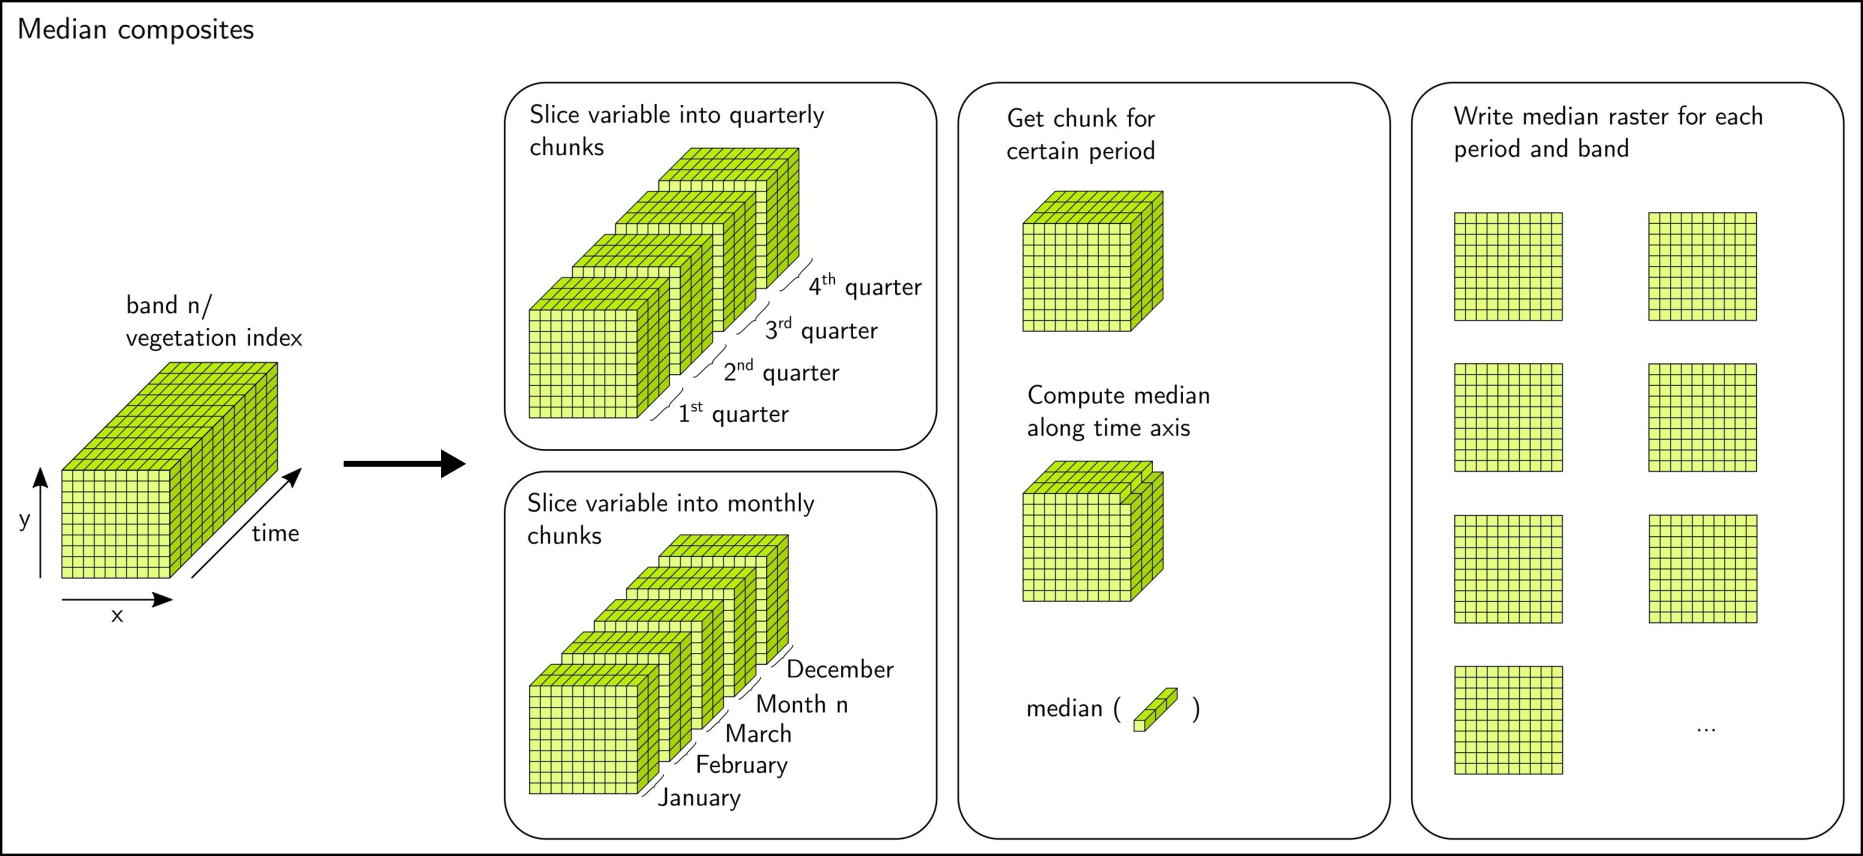 Median composites
band n/
vegetation index
y
x
time
Slice variable into quarterly
chunks
4th quarter
3rd quarter
2nd quarter
1st quarter
Slice variable into monthly
chunks
December
Month n
March
February
January
Get chunk for
certain period
Compute median
along time axis
median ( )
Write median raster for each
period and band
...